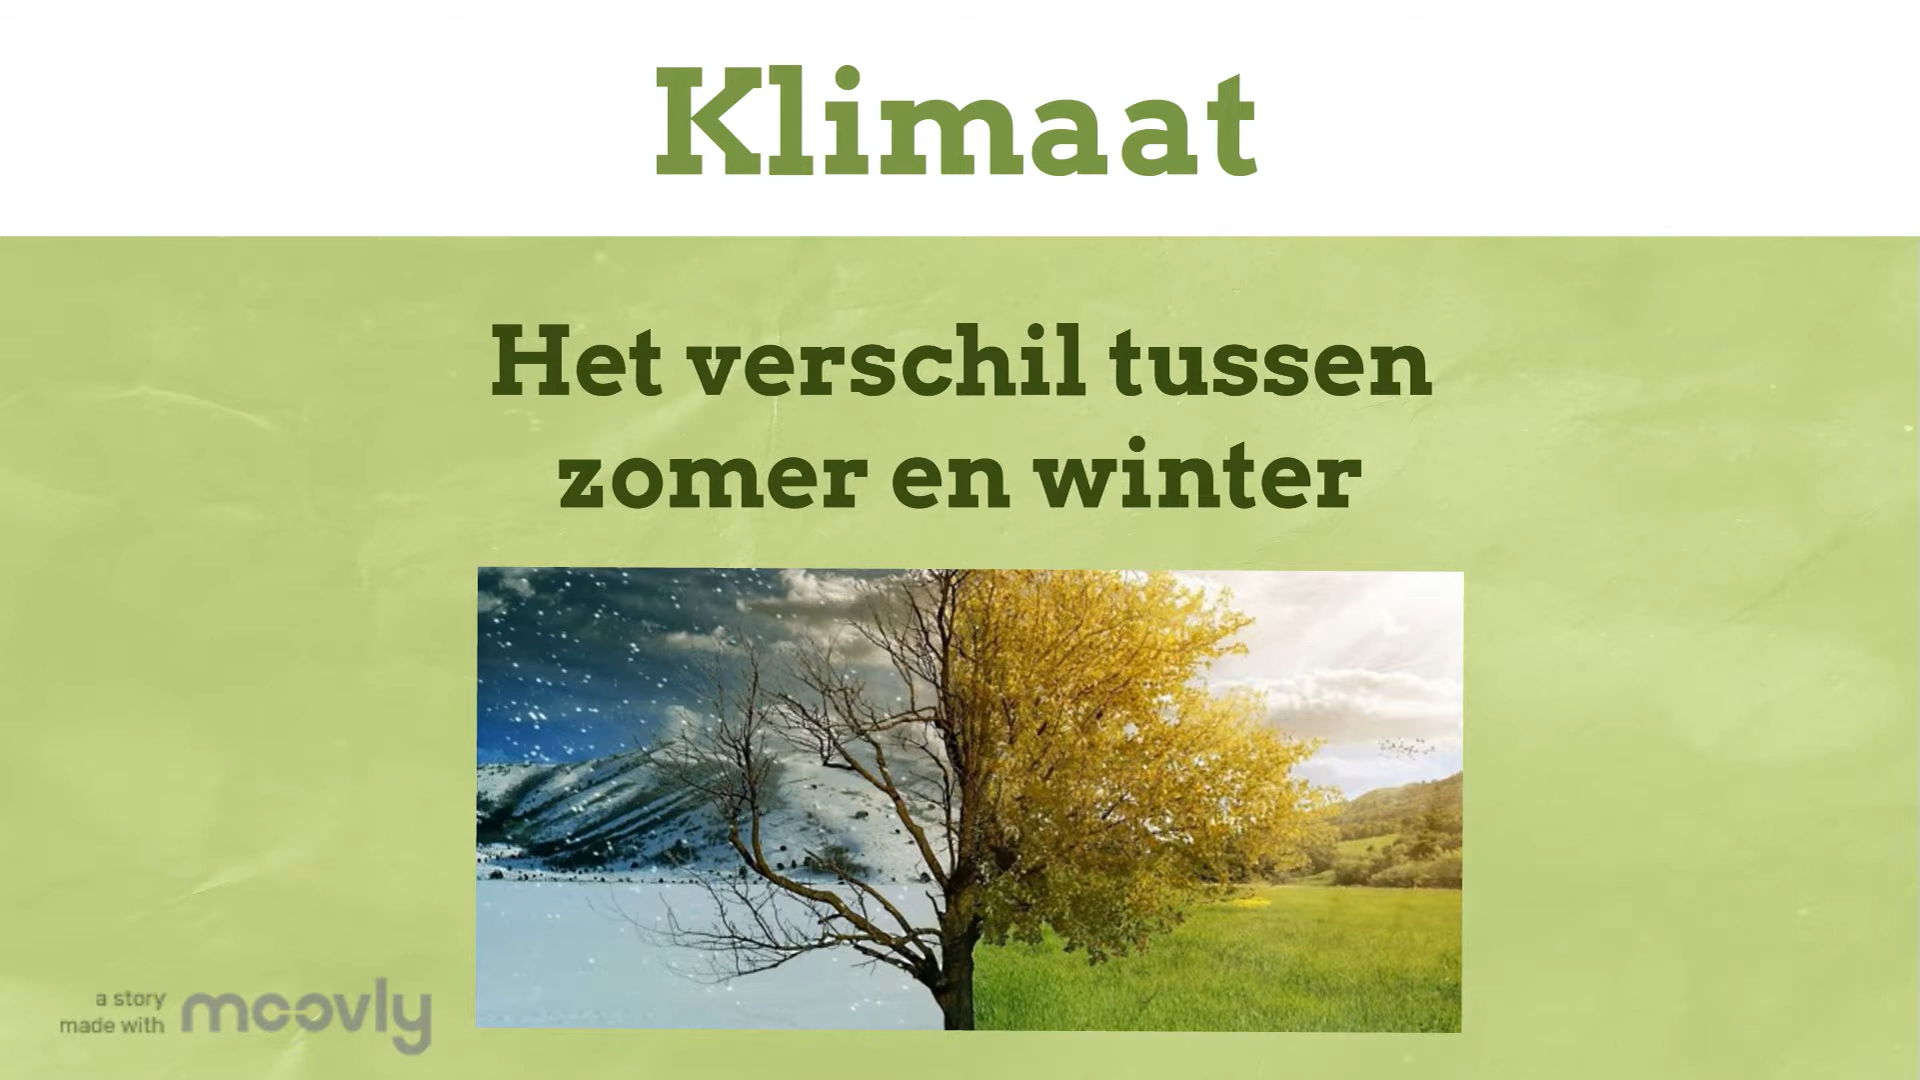 Klimaat
Het verschil tussen
zomer en winter
a story
made with moovly